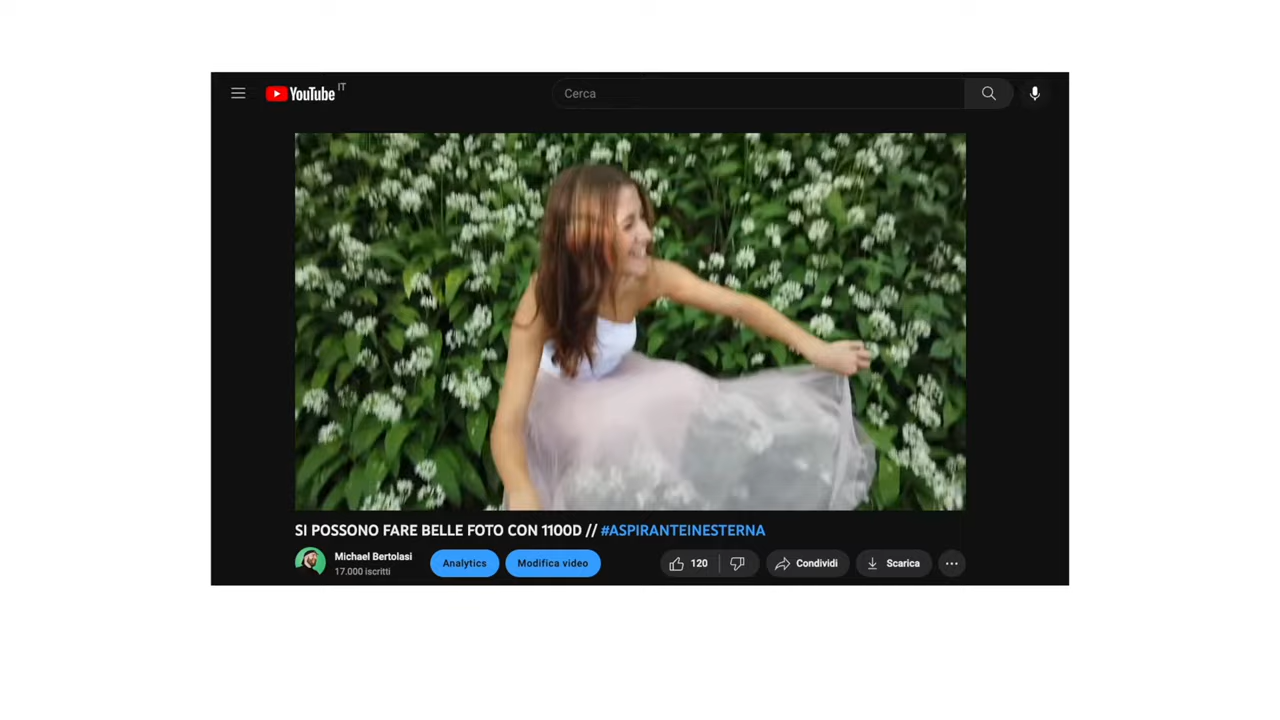 YouTube IT
Cerca
SI POSSONO FARE BELLE FOTO CON 1100D // #ASPIRANTEINESTERNA
Michael Bertolasi
17.000 iscritti
Analytics
Modifica video
120
Condividi
Scarica